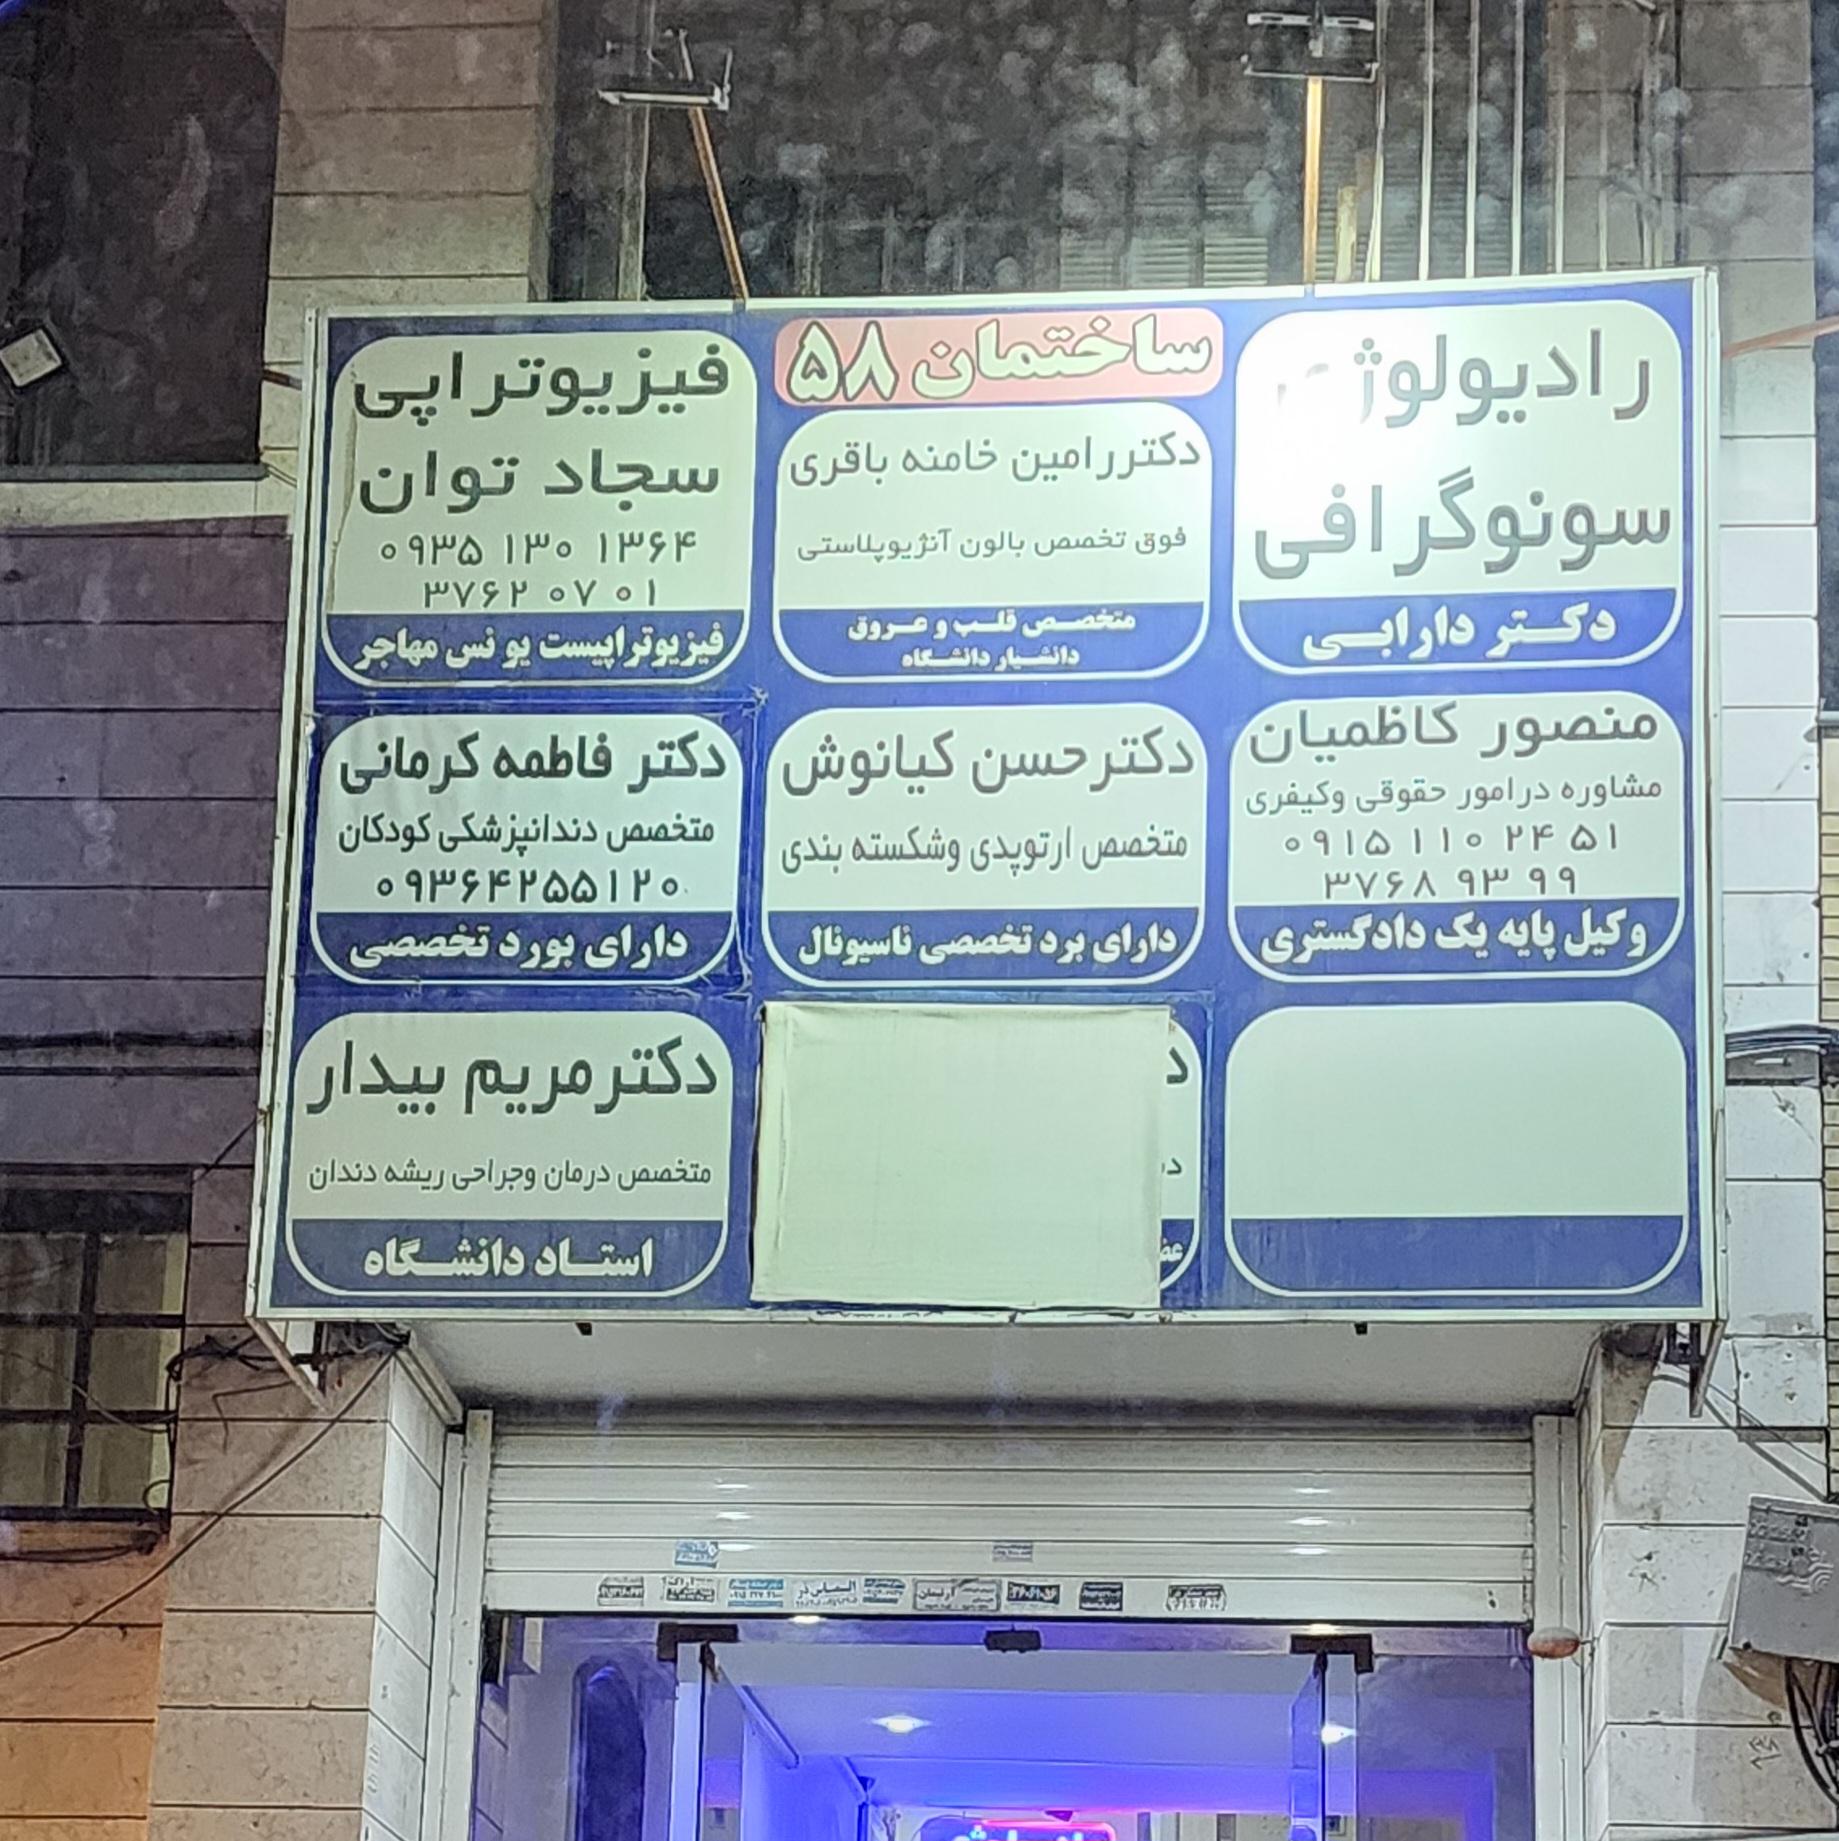 ساختمان ۵۸
رادیولوژی
سونوگرافی
دکتر دارابی
دکتر رامین خامنه باقری
فوق تخصص بالون آنژیوپلاستی
متخصص قلب و عروق
دانشیار دانشگاه
فیزیوتراپی
سجاد توان
۰۹۳۵ ۱۳۰ ۱۳۶۴
۳۷۶۲ ۰۷ ۰۱
فیزیوتراپیست یونس مهاجر
منصور کاظمیان
مشاوره در امور حقوقی وکیفری
۰۹۱۵ ۱۱۰ ۲۴ ۵۱
۳۷۶۸ ۹۳ ۹۹
وکیل پایه یک دادگستری
دکتر حسن کیانوش
متخصص ارتوپدی وشکسته بندی
دارای برد تخصصی ناسیونال
دکتر فاطمه کرمانی
متخصص دندانپزشکی کودکان
۰۹۳۶۴۲۵۵۱۲۰
دارای بورد تخصصی
دکتر مریم بیدار
متخصص درمان وجراحی ریشه دندان
استاد دانشگاه